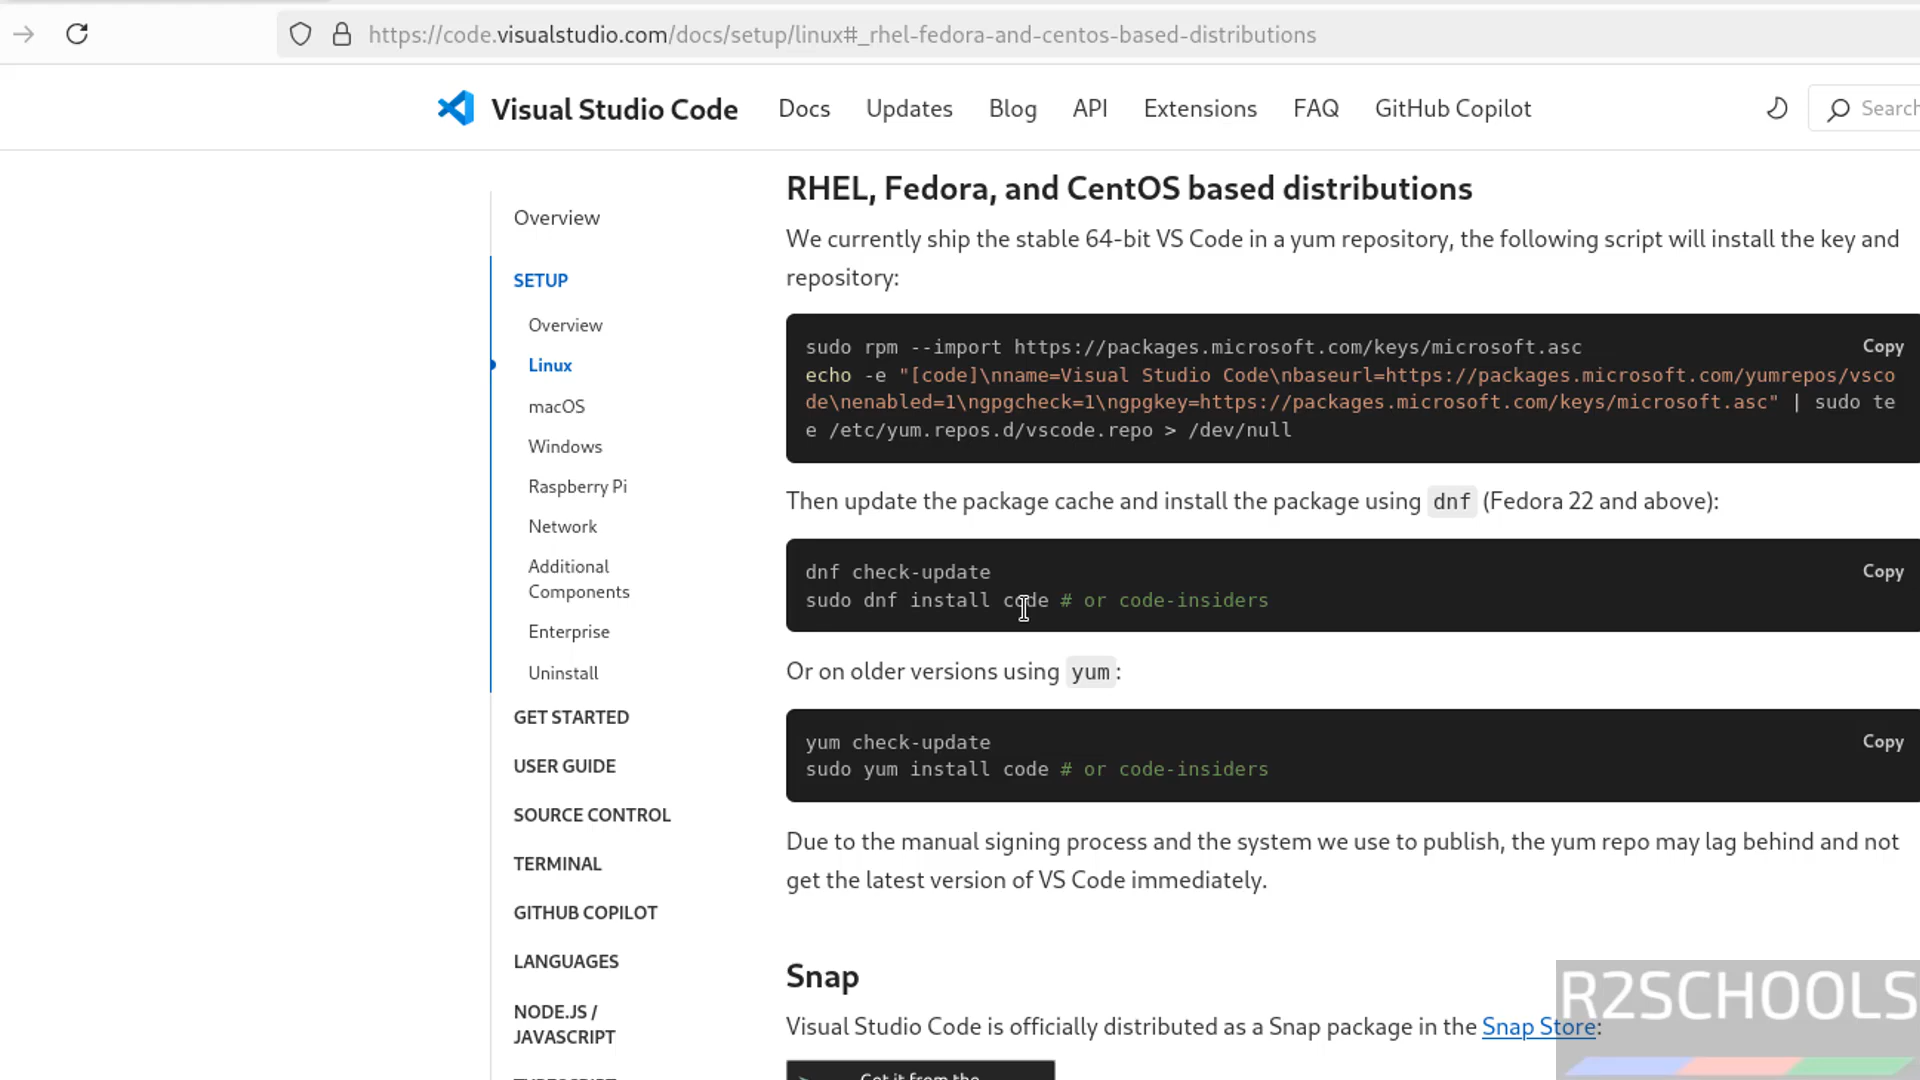 https://code.visualstudio.com/docs/setup/linux#_rhel-fedora-and-centos-based-distributions
Visual Studio Code
Docs
Updates
Blog
API
Extensions
FAQ
GitHub Copilot
Search
Overview
SETUP
Overview
Linux
macOS
Windows
Raspberry Pi
Network
Additional
Components
Enterprise
Uninstall
GET STARTED
USER GUIDE
SOURCE CONTROL
TERMINAL
GITHUB COPILOT
LANGUAGES
NODE.JS /
JAVASCRIPT
RHEL, Fedora, and CentOS based distributions
We currently ship the stable 64-bit VS Code in a yum repository, the following script will install the key and
repository:
Copy
sudo rpm --import https://packages.microsoft.com/keys/microsoft.asc
echo -e "[code]\nname=Visual Studio Code\nbaseurl=https://packages.microsoft.com/yumrepos/vsco
de\nenabled=1\ngpgcheck=1\ngpgkey=https://packages.microsoft.com/keys/microsoft.asc" | sudo te
e /etc/yum.repos.d/vscode.repo > /dev/null
Then update the package cache and install the package using dnf (Fedora 22 and above):
Copy
dnf check-update
sudo dnf install code # or code-insiders
Or on older versions using yum:
Copy
yum check-update
sudo yum install code # or code-insiders
Due to the manual signing process and the system we use to publish, the yum repo may lag behind and not
get the latest version of VS Code immediately.
Snap
Visual Studio Code is officially distributed as a Snap package in the Snap Store:
Get it from the
R2SCHOOLS